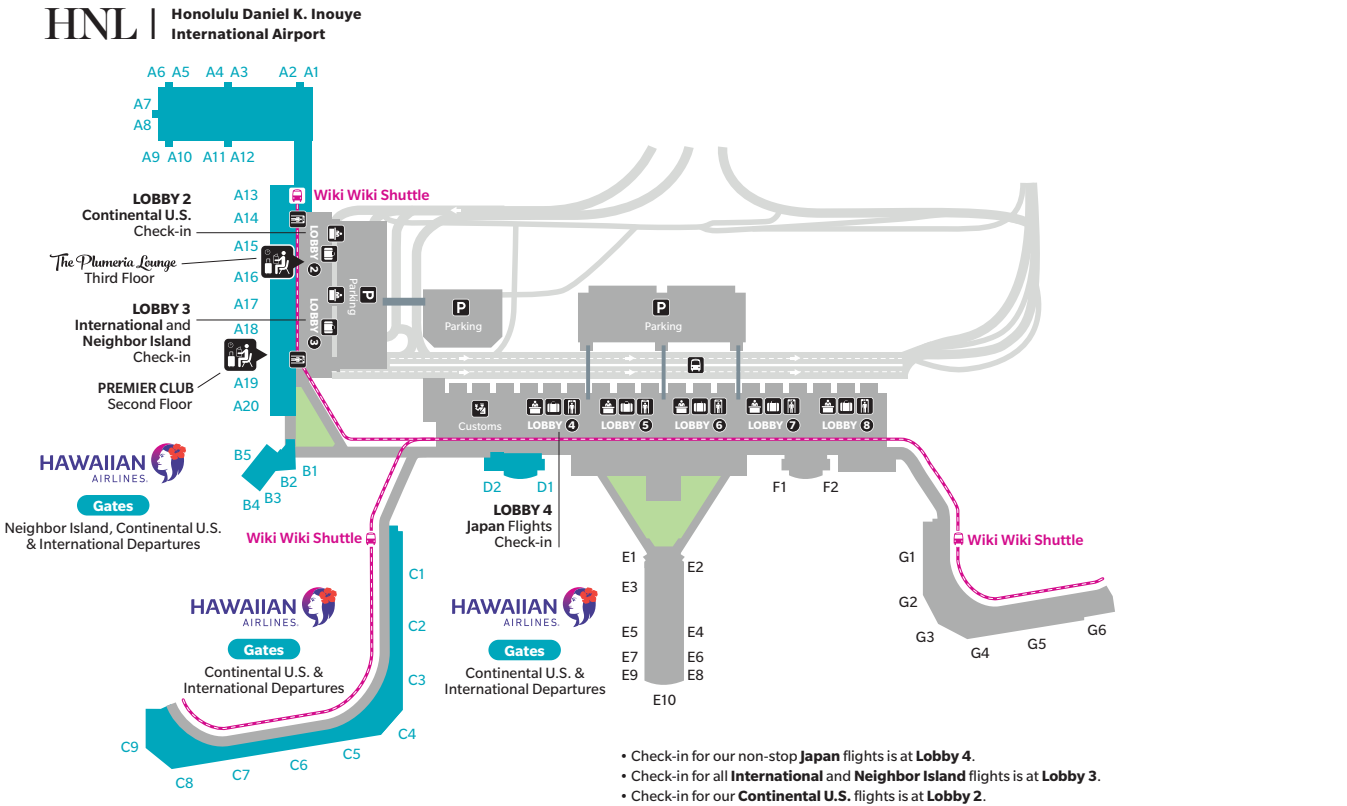 HNL
Honolulu Daniel K. Inouye
International Airport
A6 A5 A4 A3 A2 A1
A7
A8
A9 A10 A11 A12
A13
Wiki Wiki Shuttle
LOBBY 2
Continental U.S.
Check-in
A14
A15
LOBBY 2
The Plumeria Lounge
Third Floor
A16
Parking
P
LOBBY 3
International and
Neighbor Island
Check-in
A17
A18
LOBBY 3
P
Parking
P
Parking
PREMIER CLUB
Second Floor
A19
A20
Customs
LOBBY 4
LOBBY 5
LOBBY 6
LOBBY 7
LOBBY 8
B5
B1
B2
B3
B4
HAWAIIAN
AIRLINES.
Gates
Neighbor Island, Continental U.S.
& International Departures
D2 D1
F1 F2
LOBBY 4
Japan Flights
Check-in
Wiki Wiki Shuttle
Wiki Wiki Shuttle
C1
C2
C3
C4
C5
C6
C7
C8
C9
HAWAIIAN
AIRLINES.
Gates
Continental U.S. &
International Departures
HAWAIIAN
AIRLINES.
Gates
Continental U.S. &
International Departures
E1 E2
E3
E5 E4
E7 E6
E9 E8
E10
G1
G2
G3
G4
G5
G6
• Check-in for our non-stop Japan flights is at Lobby 4.
• Check-in for all International and Neighbor Island flights is at Lobby 3.
• Check-in for our Continental U.S. flights is at Lobby 2.